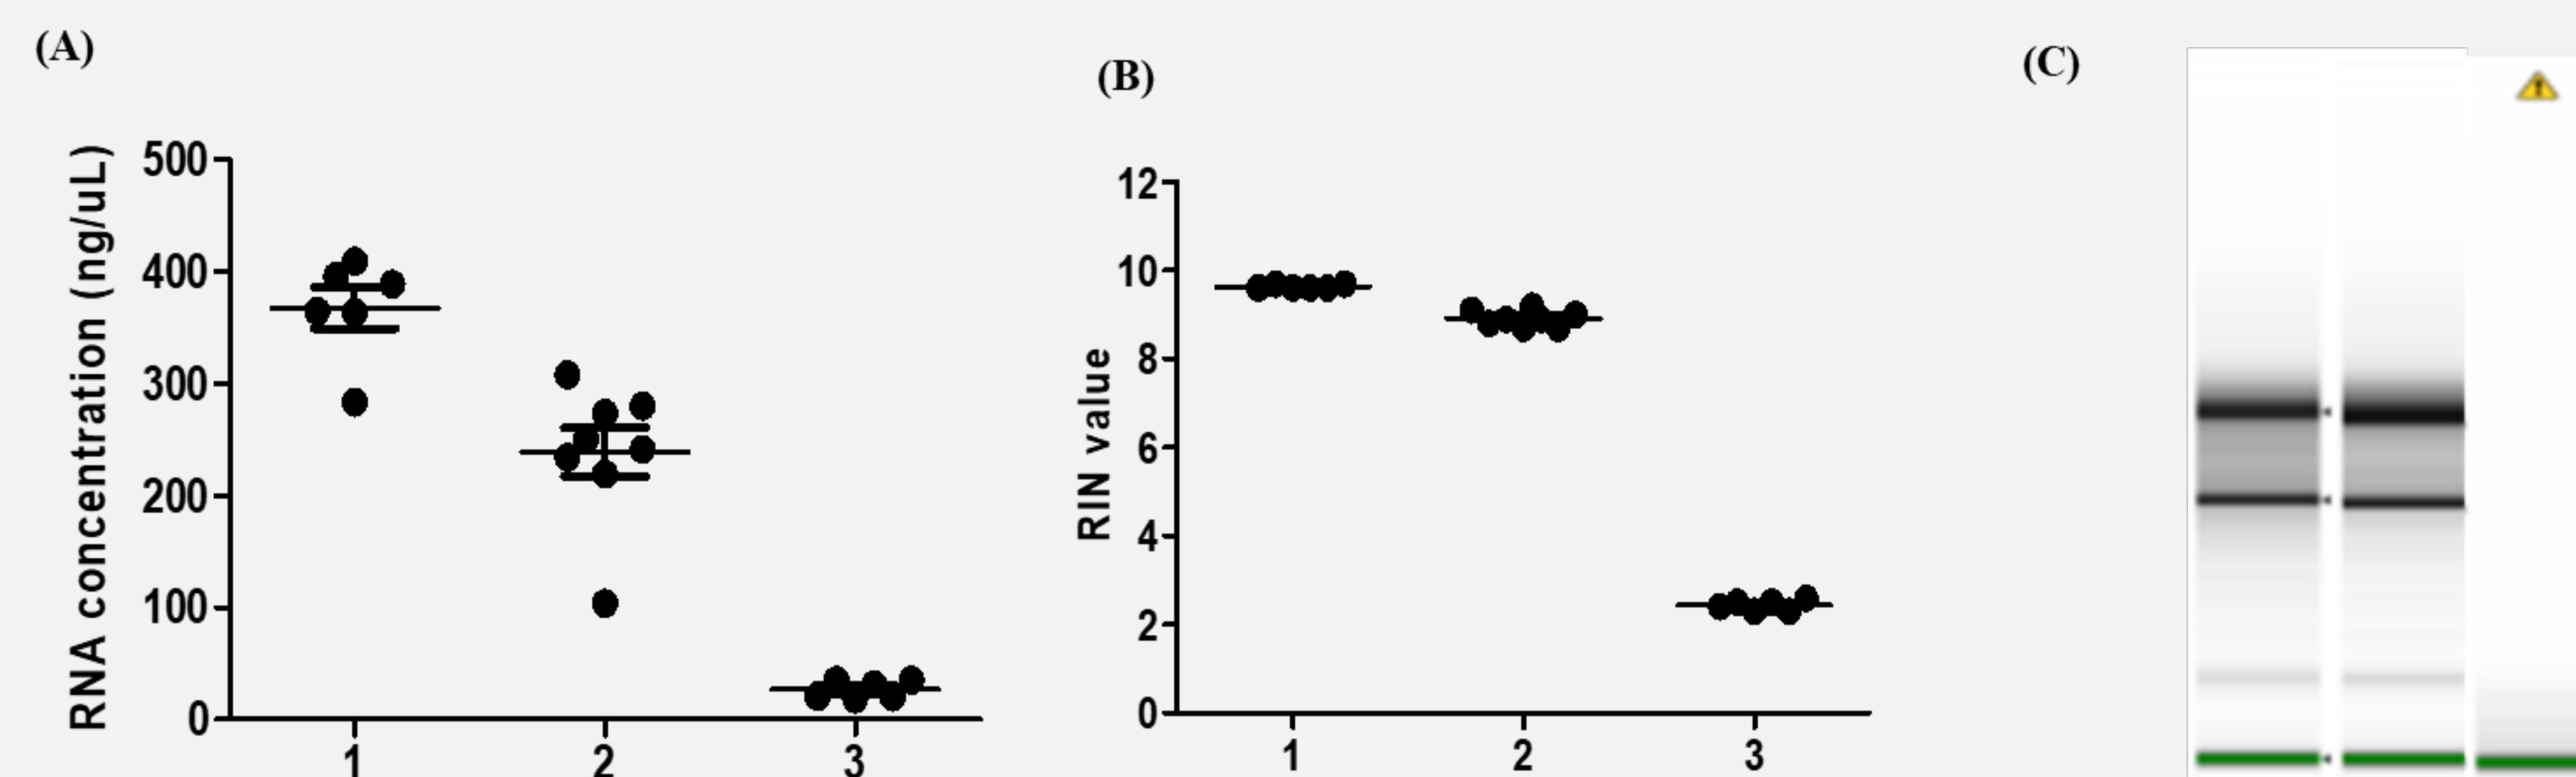 (A)
RNA concentration (ng/uL)
500
400
300
200
100
0
1 2 3
(B)
RIN value
12
10
8
6
4
2
0
1 2 3
(C)